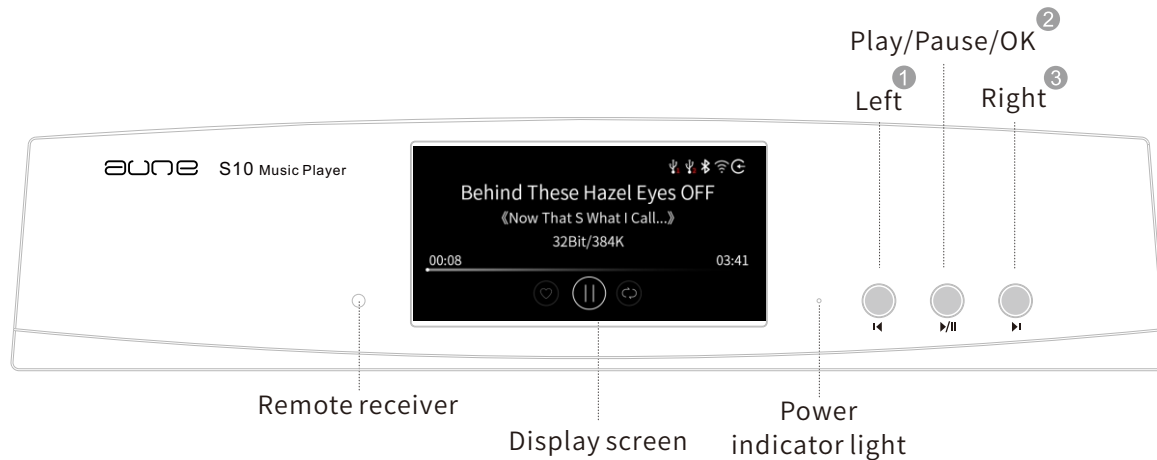 Play/Pause/OK 2
Left 1
Right 3
aune S10 Music Player
Behind These Hazel Eyes OFF
《Now That S What I Call...》
32Bit/384K
00:08 03:41
Remote receiver
Display screen
Power
indicator light